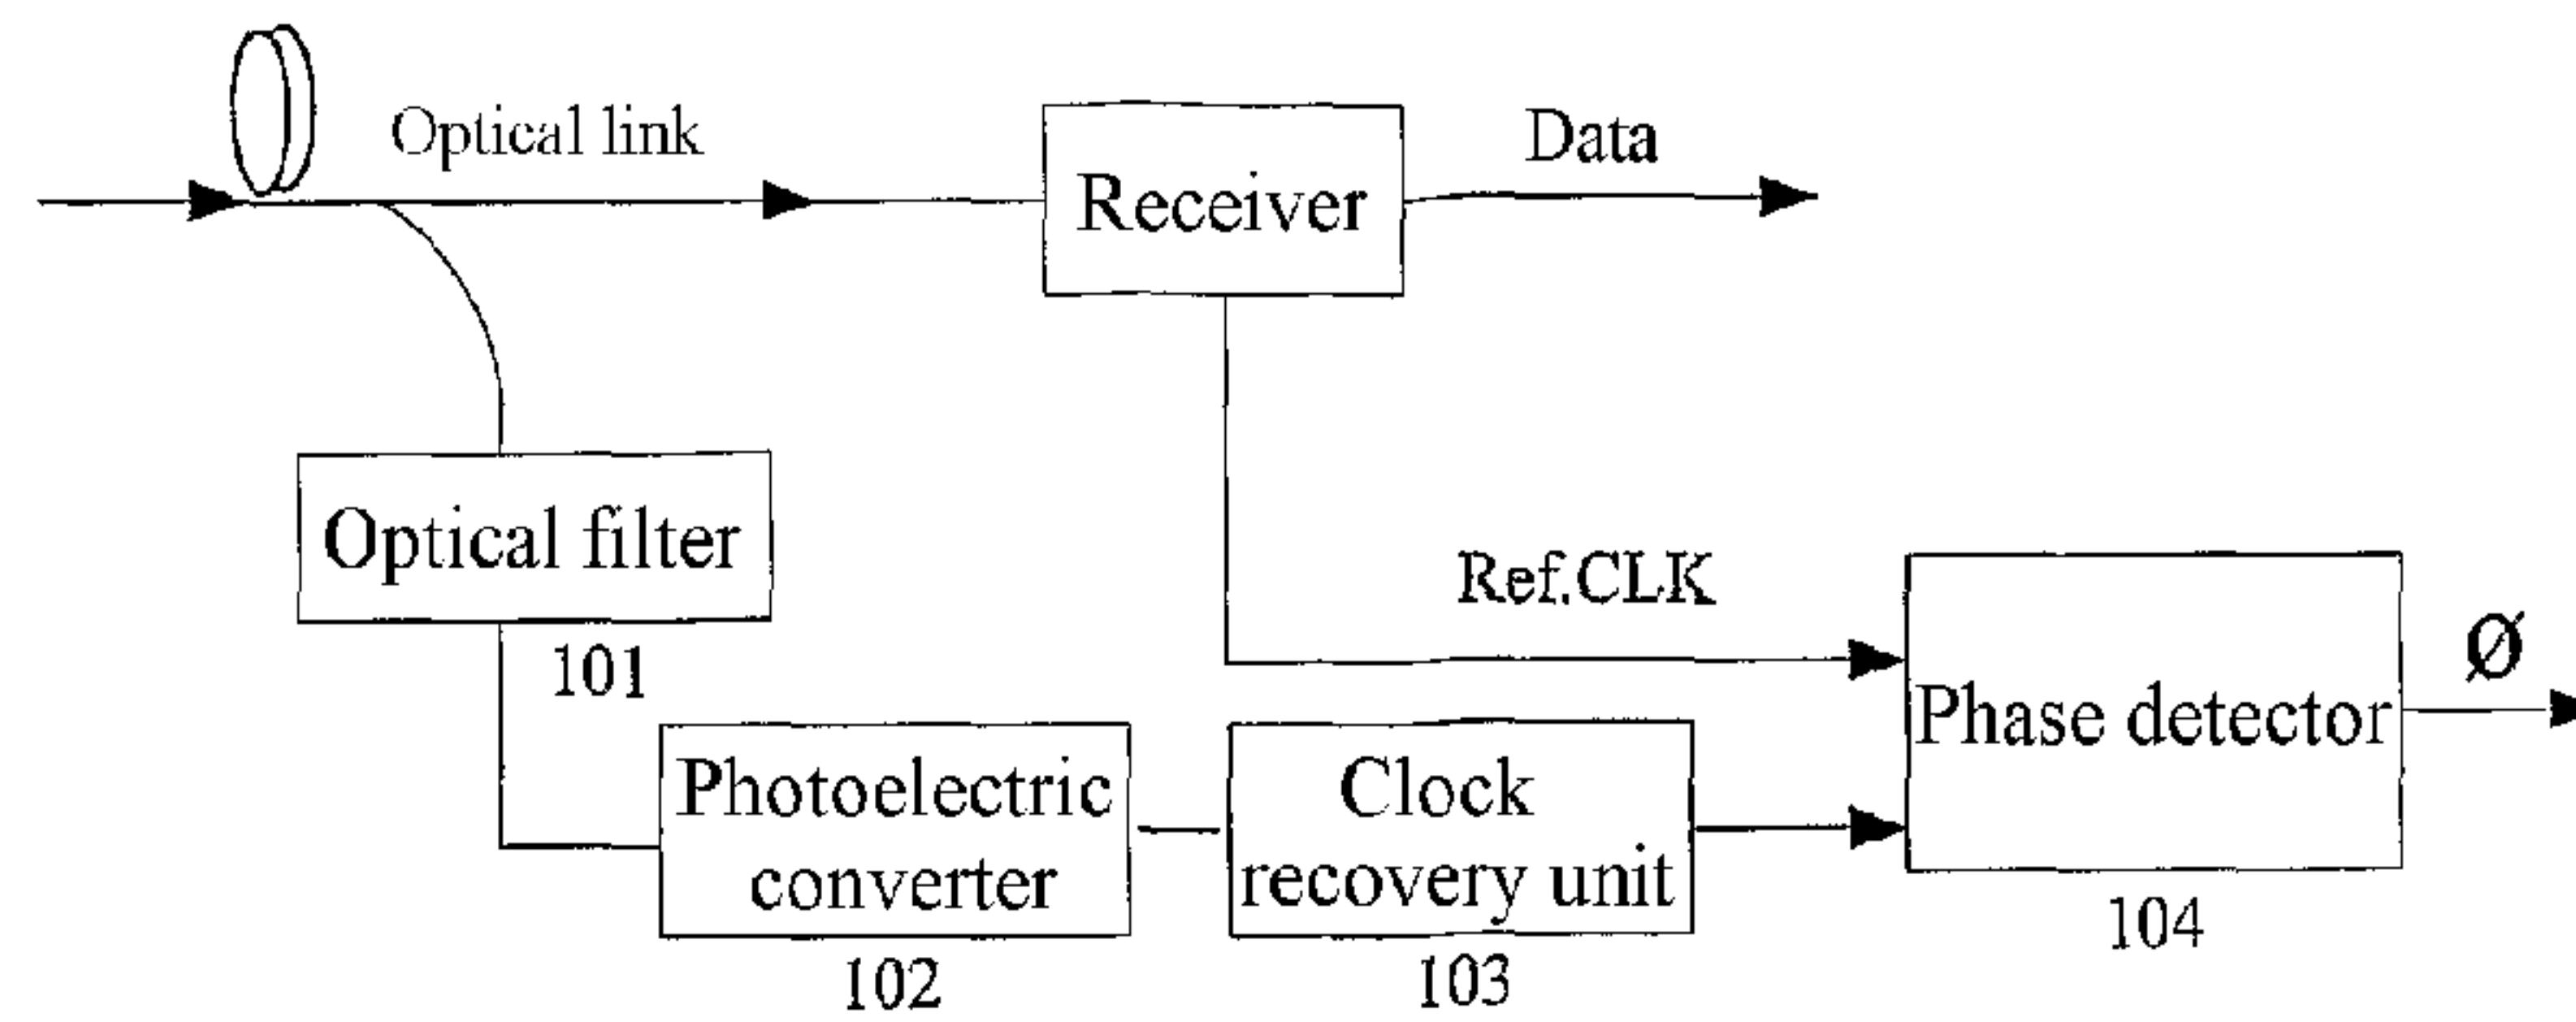 Optical link
Receiver
Data
Optical filter
101
Ref.CLK
Phase detector
104
Ø
Photoelectric
converter
102
Clock
recovery unit
103